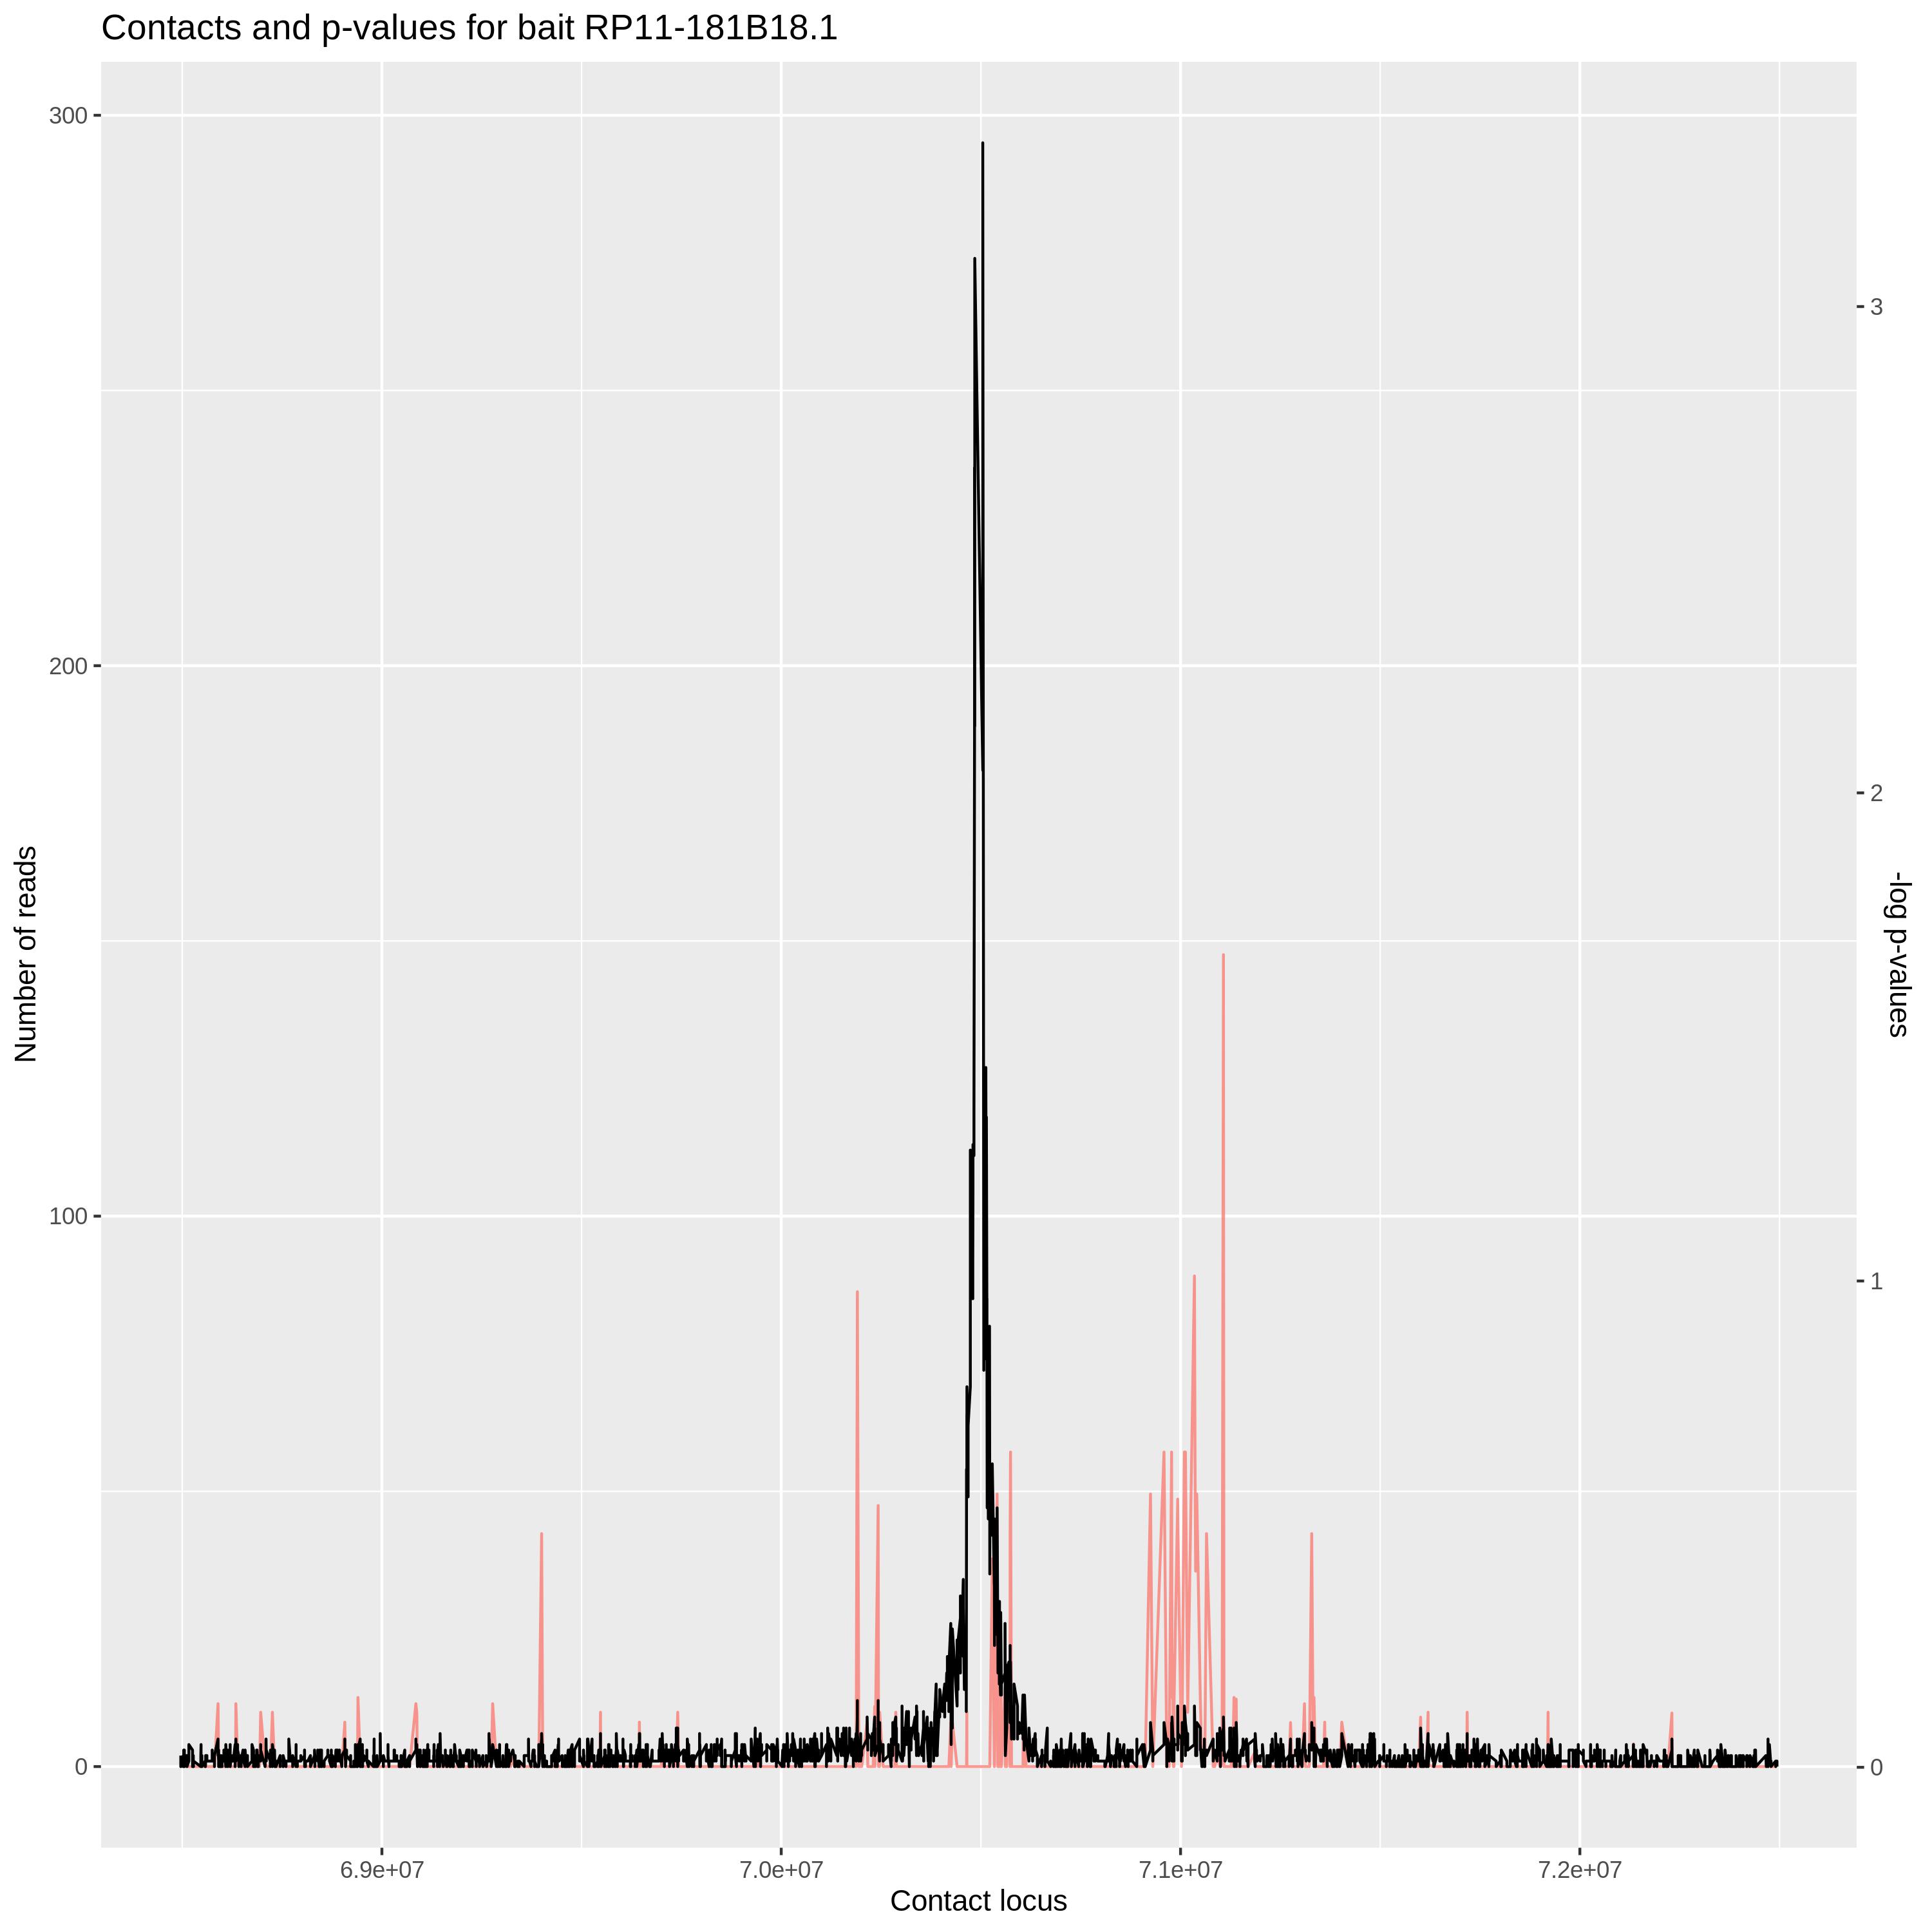 Contacts and p-values for bait RP11-181B18.1
300
200
100
0
Number of reads
3
2
1
0
-log p-values
6.9e+07 7.0e+07 7.1e+07 7.2e+07
Contact locus